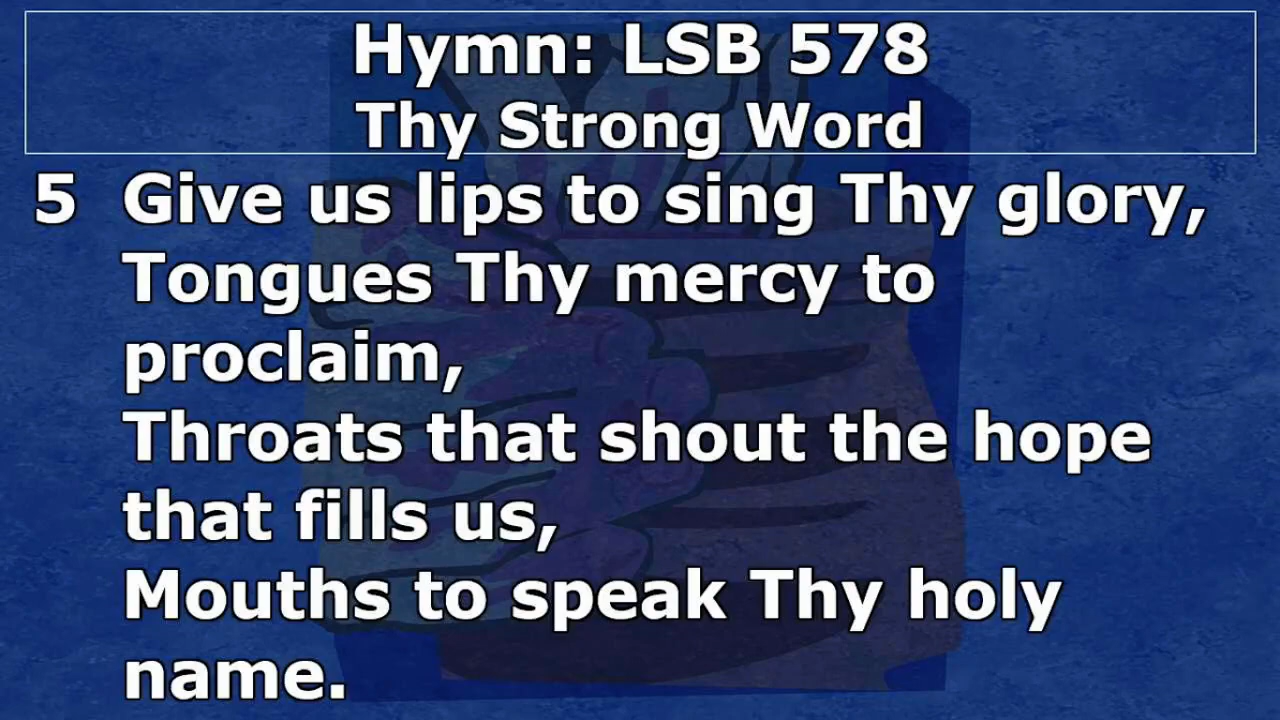 Hymn: LSB 578
Thy Strong Word
5 Give us lips to sing Thy glory,
Tongues Thy mercy to
proclaim,
Throats that shout the hope
that fills us,
Mouths to speak Thy holy
name.